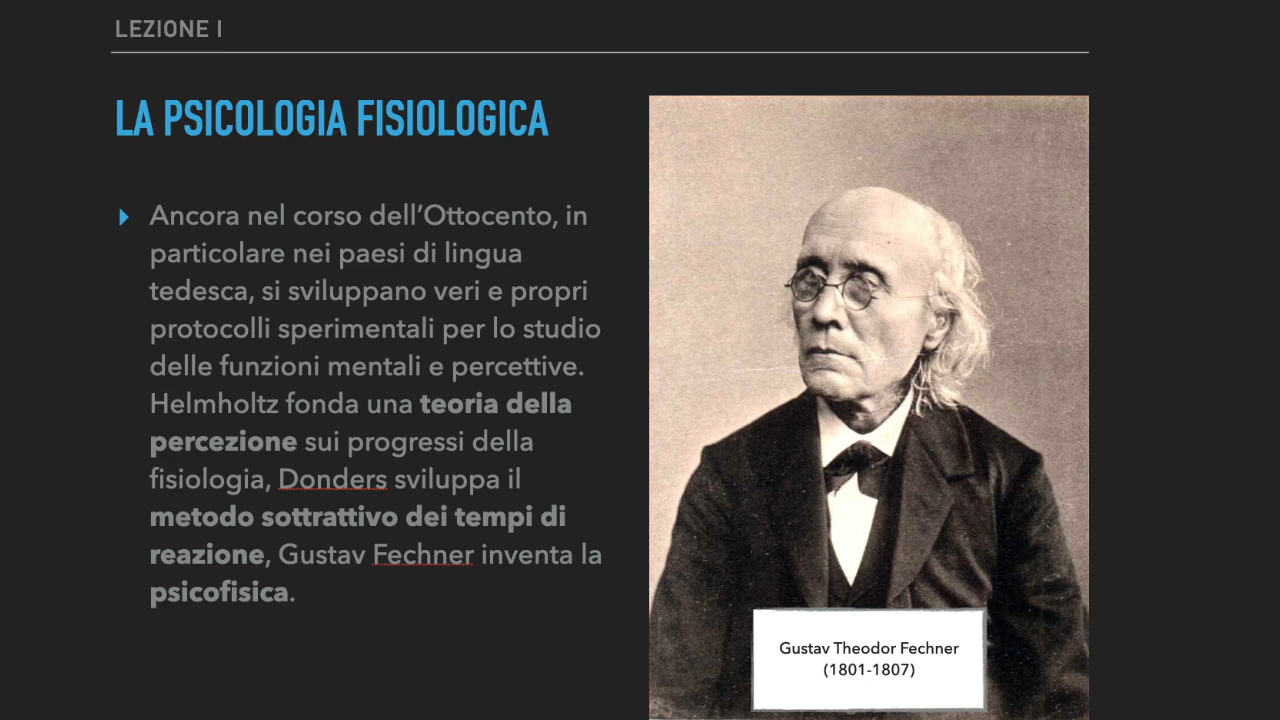 LEZIONE I
LA PSICOLOGIA FISIOLOGICA
Ancora nel corso dell’Ottocento, in
particolare nei paesi di lingua
tedesca, si sviluppano veri e propri
protocolli sperimentali per lo studio
delle funzioni mentali e percettive.
Helmholtz fonda una teoria della
percezione sui progressi della
fisiologia, Donders sviluppa il
metodo sottrattivo dei tempi di
reazione, Gustav Fechner inventa la
psicofisica.
Gustav Theodor Fechner
(1801-1807)